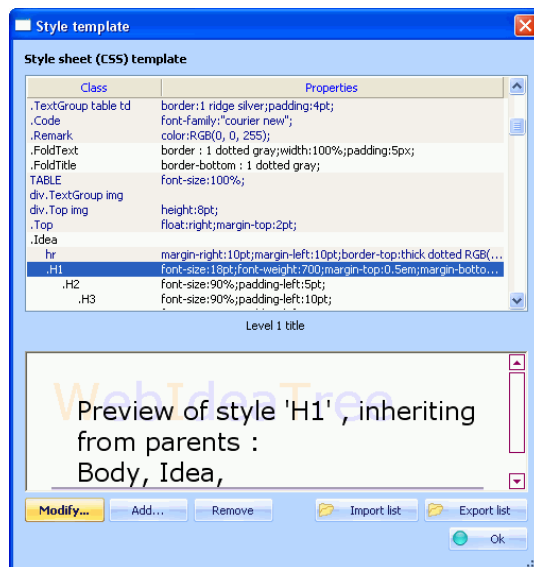 Style template
Style sheet (CSS) template
Class Properties
.TextGroup table td border:1 ridge silver;padding:4pt;
.Code font-family:"courier new";
.Remark color:RGB(0, 0, 255);
.FoldText border : 1 dotted gray;width:100%;padding:5px;
.FoldTitle border-bottom : 1 dotted gray;
TABLE font-size:100%;
div.TextGroup img
div.Top img height:8pt;
.Top float:right;margin-top:2pt;
.Idea
hr margin-right:10pt;margin-left:10pt;border-top:thick dotted RGB(...
.H1 font-size:18pt;font-weight:700;margin-top:0.5em;margin-botto...
.H2 font-size:90%;padding-left:5pt;
.H3 font-size:90%;padding-left:10pt;
Level 1 title
WebIdeaTree
Preview of style 'H1' , inheriting
from parents :
Body, Idea,
Modify... Add... Remove Import list Export list
Ok